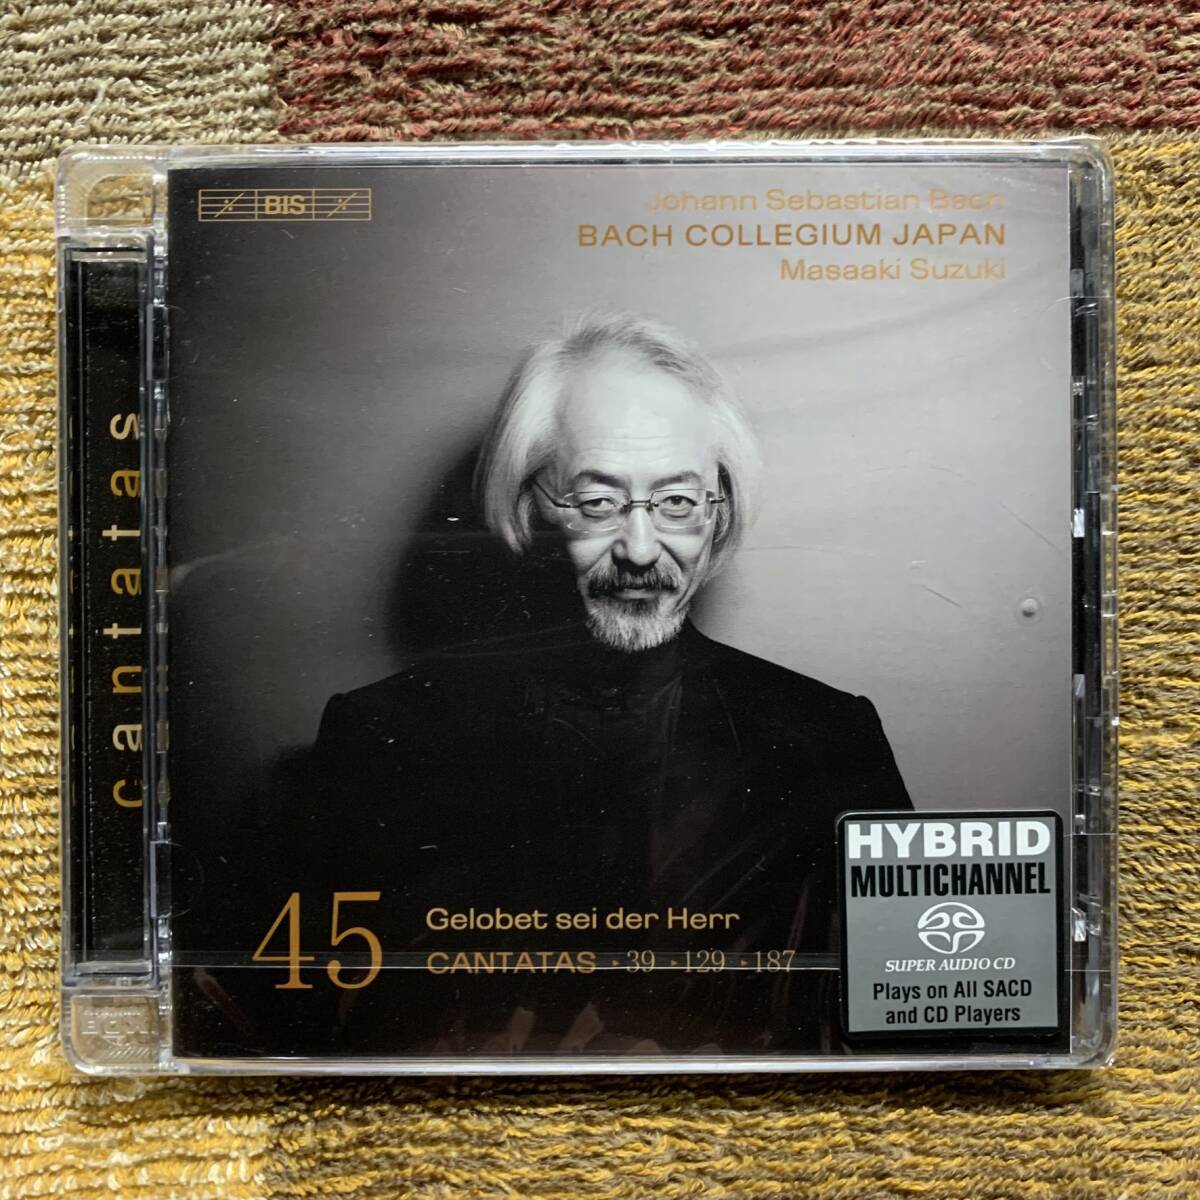 BIS
Johann Sebastian Bach
BACH COLLEGIUM JAPAN
Masaaki Suzuki
cantatas
45
Gelobet sei der Herr
CANTATAS ▸39 ▸129 ▸187
HYBRID
MULTICHANNEL
SUPER AUDIO CD
Plays on All SACD
and CD Players